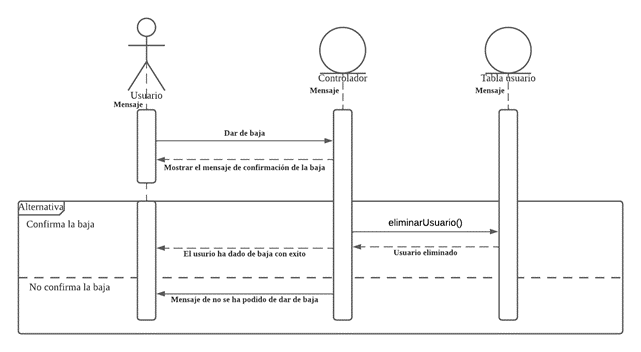 Usuario
Controlador
Tabla usuario
Mensaje
Mensaje
Mensaje
Dar de baja
Mostrar el mensaje de confirmación de la baja
Alternativa
Confirma la baja
eliminarUsuario()
El usurio ha dado de baja con exito
Usuario eliminado
No confirma la baja
Mensaje de no se ha podido de dar de baja